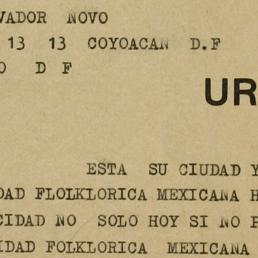 VADOR NOVO
13 13 COYOACAN D.F
O D F
UR
ESTA SU CIUDAD Y
DAD FLOLKLORICA MEXICANA H
CIDAD NO SOLO HOY SI NO P
IDAD FOLKLORICA MEXICANA